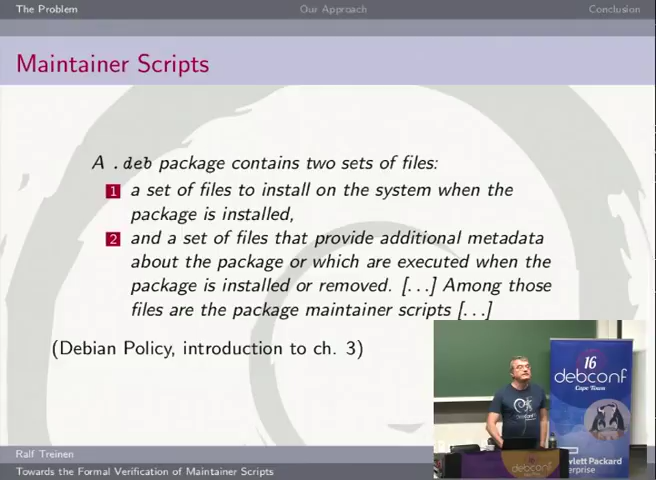 The Problem
Our Approach
Conclusion
Maintainer Scripts
A .deb package contains two sets of files:
1 a set of files to install on the system when the
package is installed,
2 and a set of files that provide additional metadata
about the package or which are executed when the
package is installed or removed. [...] Among those
files are the package maintainer scripts [...]
(Debian Policy, introduction to ch. 3)
16
debconf
Cape Town
debconf
wlett Packard
erprise
Ralf Treinen
Towards the Formal Verification of Maintainer Scripts